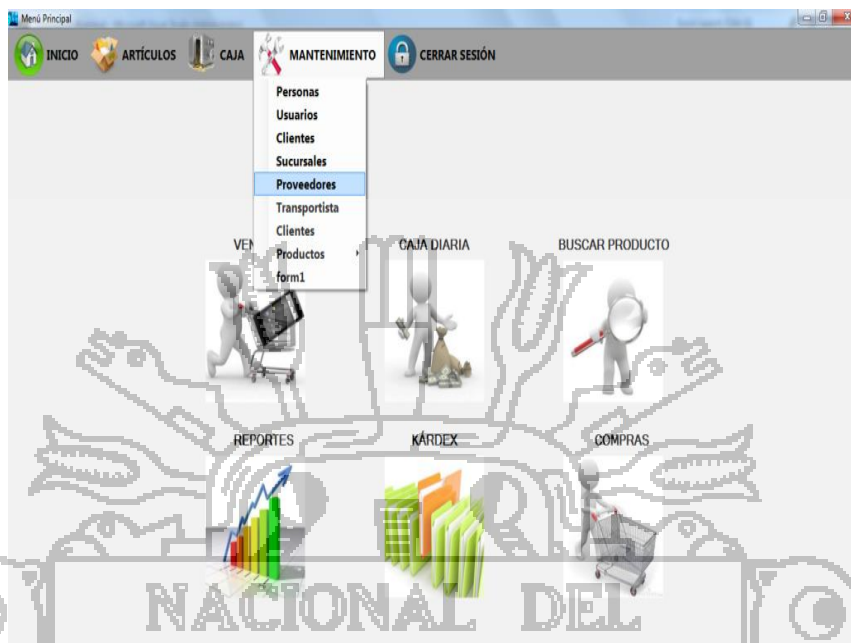 Menú Principal
INICIO ARTÍCULOS CAJA MANTENIMIENTO CERRAR SESIÓN
Personas
Usuarios
Clientes
Sucursales
Proveedores
Transportista
Clientes
Productos
form1
CAJA DIARIA BUSCAR PRODUCTO
REPORTES KÁRDEX COMPRAS
NACIONAL DEL